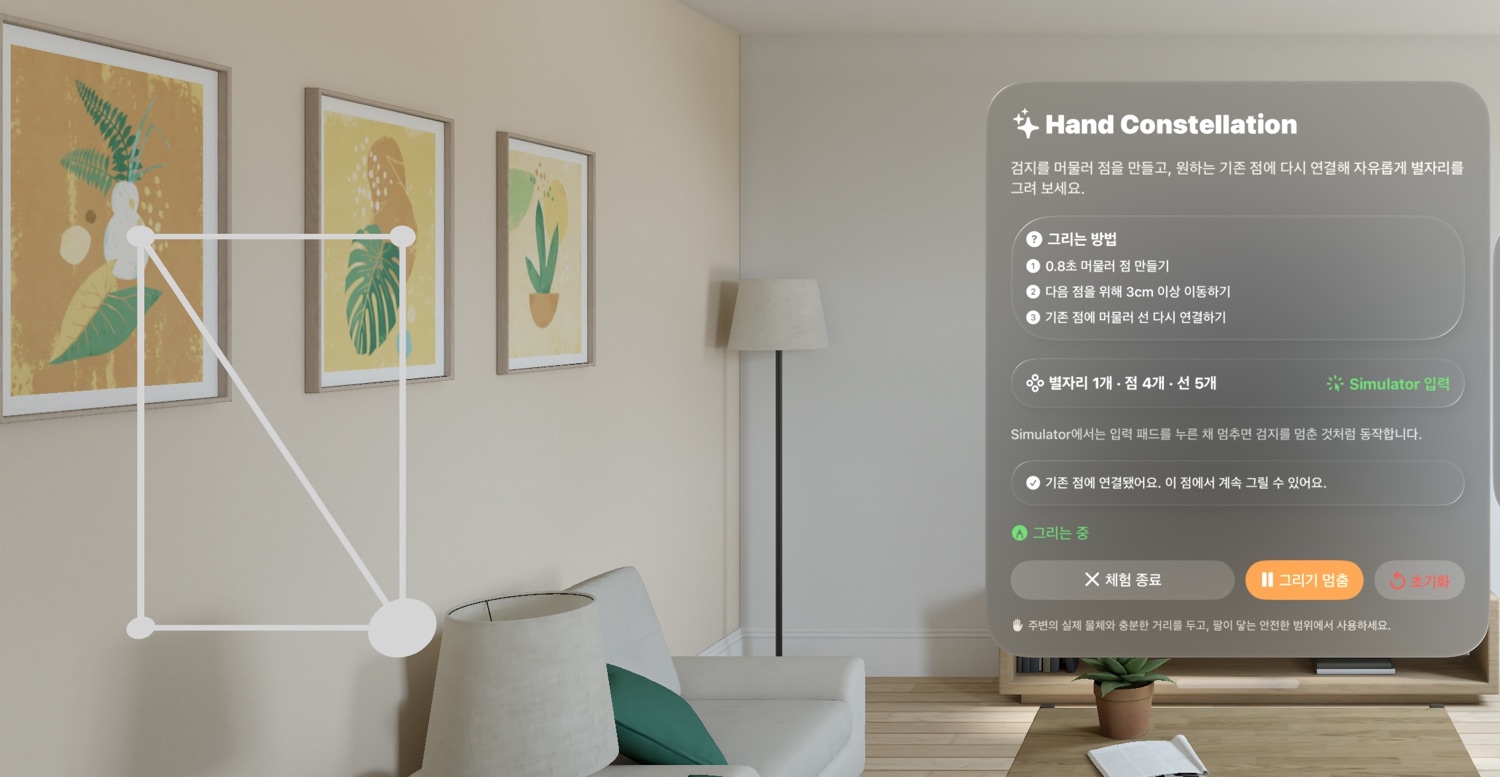 Hand Constellation
검지를 머물러 점을 만들고, 원하는 기존 점에 다시 연결해 자유롭게 별자리를
그려 보세요.
? 그리는 방법
1 0.8초 머물러 점 만들기
2 다음 점을 위해 3cm 이상 이동하기
3 기존 점에 머물러 선 다시 연결하기
별자리 1개 · 점 4개 · 선 5개
Simulator 입력
Simulator에서는 입력 패드를 누른 채 멈추면 검지를 멈춘 것처럼 동작합니다.
기존 점에 연결됐어요. 이 점에서 계속 그릴 수 있어요.
그리는 중
체험 종료
그리기 멈춤
초기화
주변의 실제 물체와 충분한 거리를 두고, 팔이 닿는 안전한 범위에서 사용하세요.